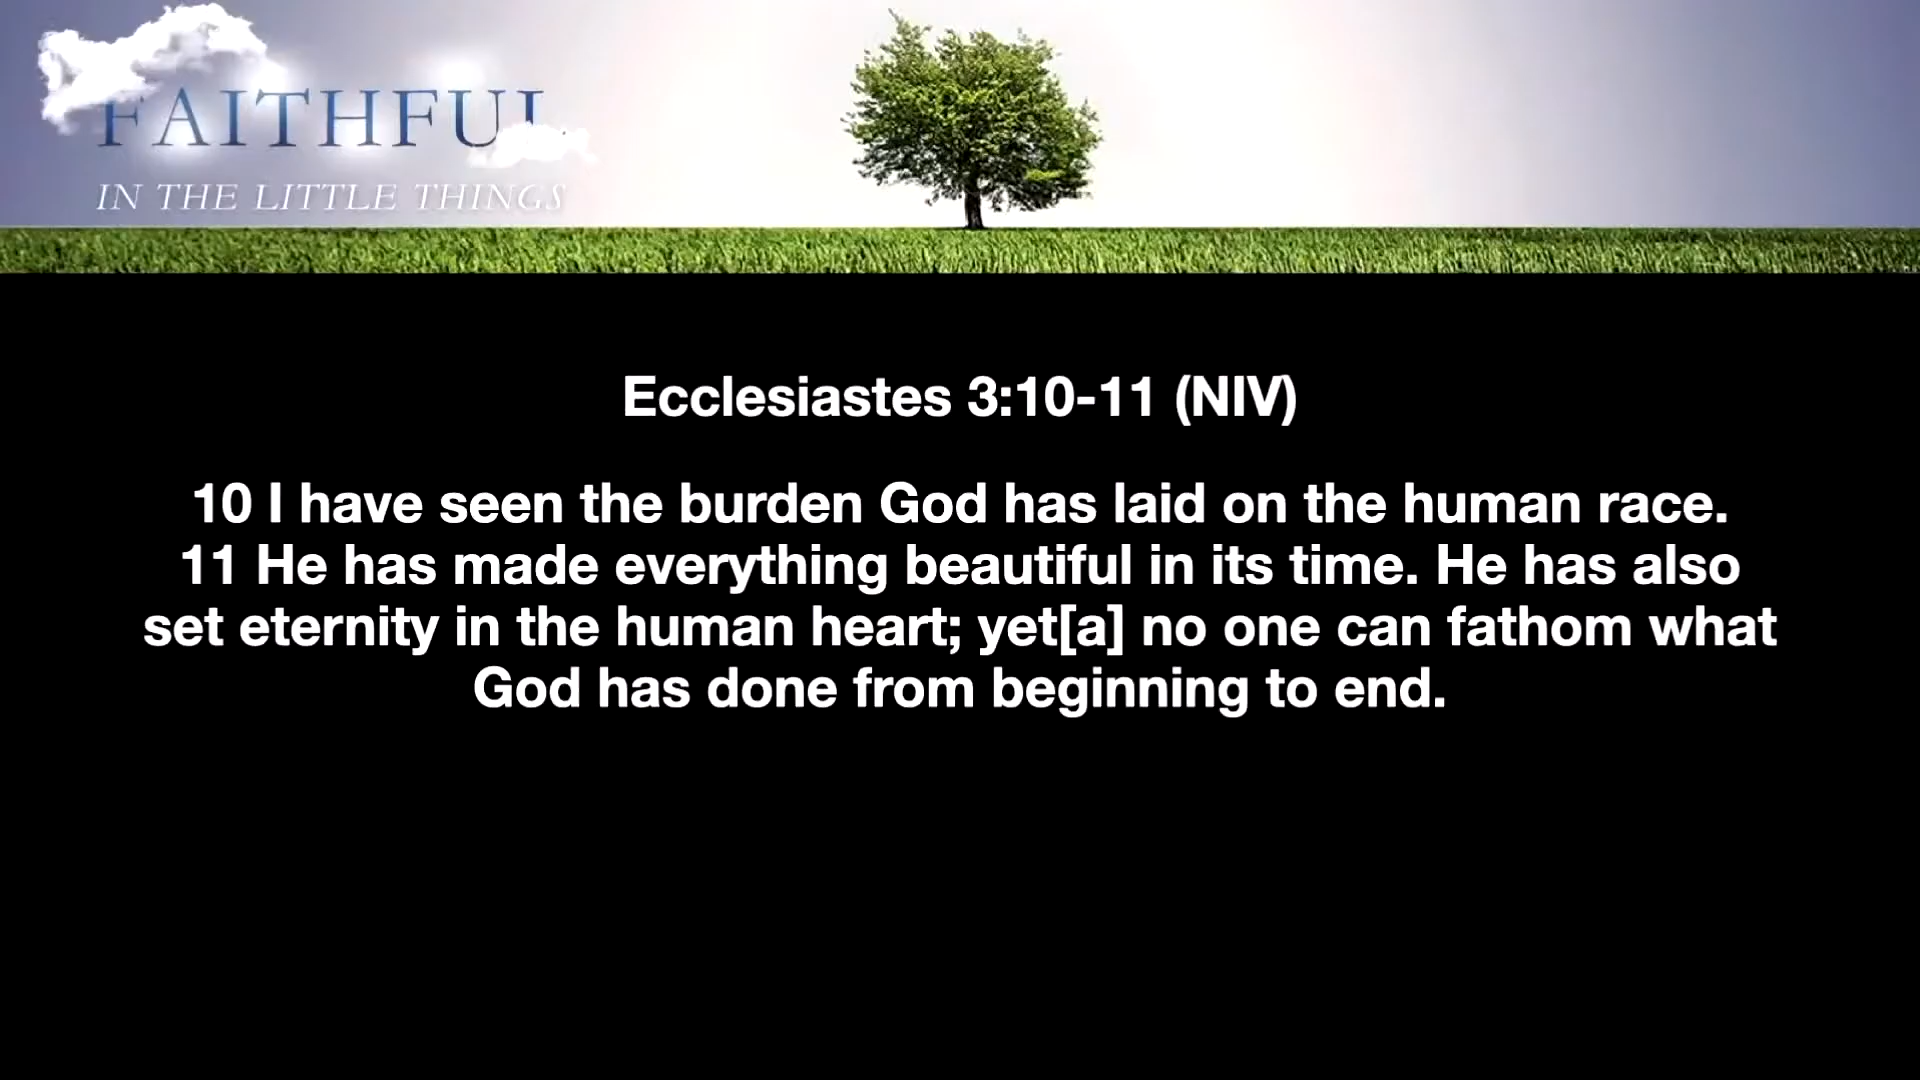 FAITHFUL
IN THE LITTLE THINGS
Ecclesiastes 3:10-11 (NIV)
10 I have seen the burden God has laid on the human race.
11 He has made everything beautiful in its time. He has also
set eternity in the human heart; yet[a] no one can fathom what
God has done from beginning to end.